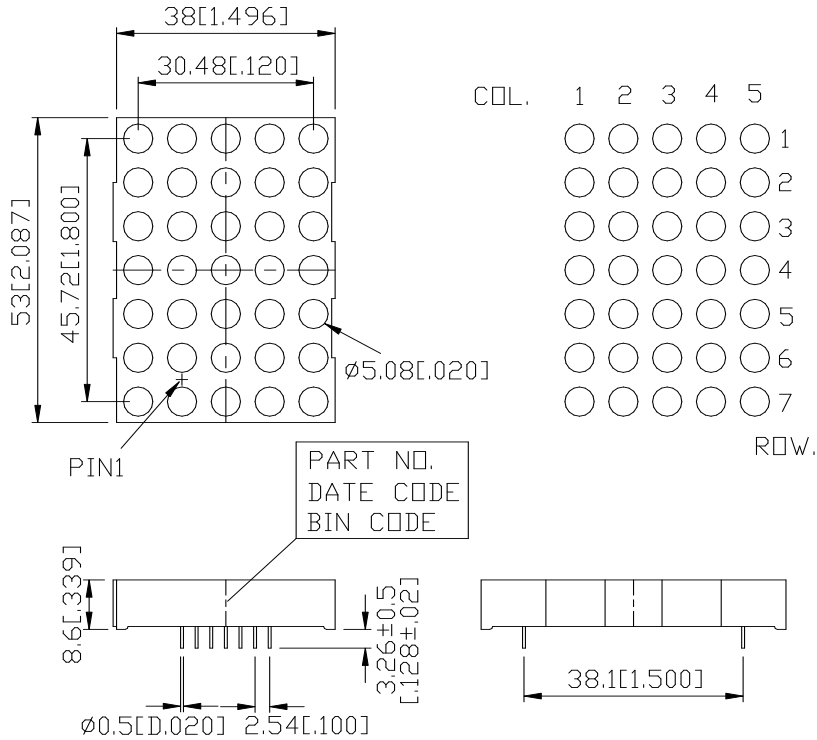 38[1.496]
30.48[.120]
COL. 1 2 3 4 5
1
2
3
4
5
6
7
ROW.
53[2.087]
45.72[1.800]
ø5.08[.020]
PIN1
PART NO.
DATE CODE
BIN CODE
8.6[.339]
3.26±0.5
[.128±.02]
38.1[1.500]
ø0.5[D.020]
2.54[.100]